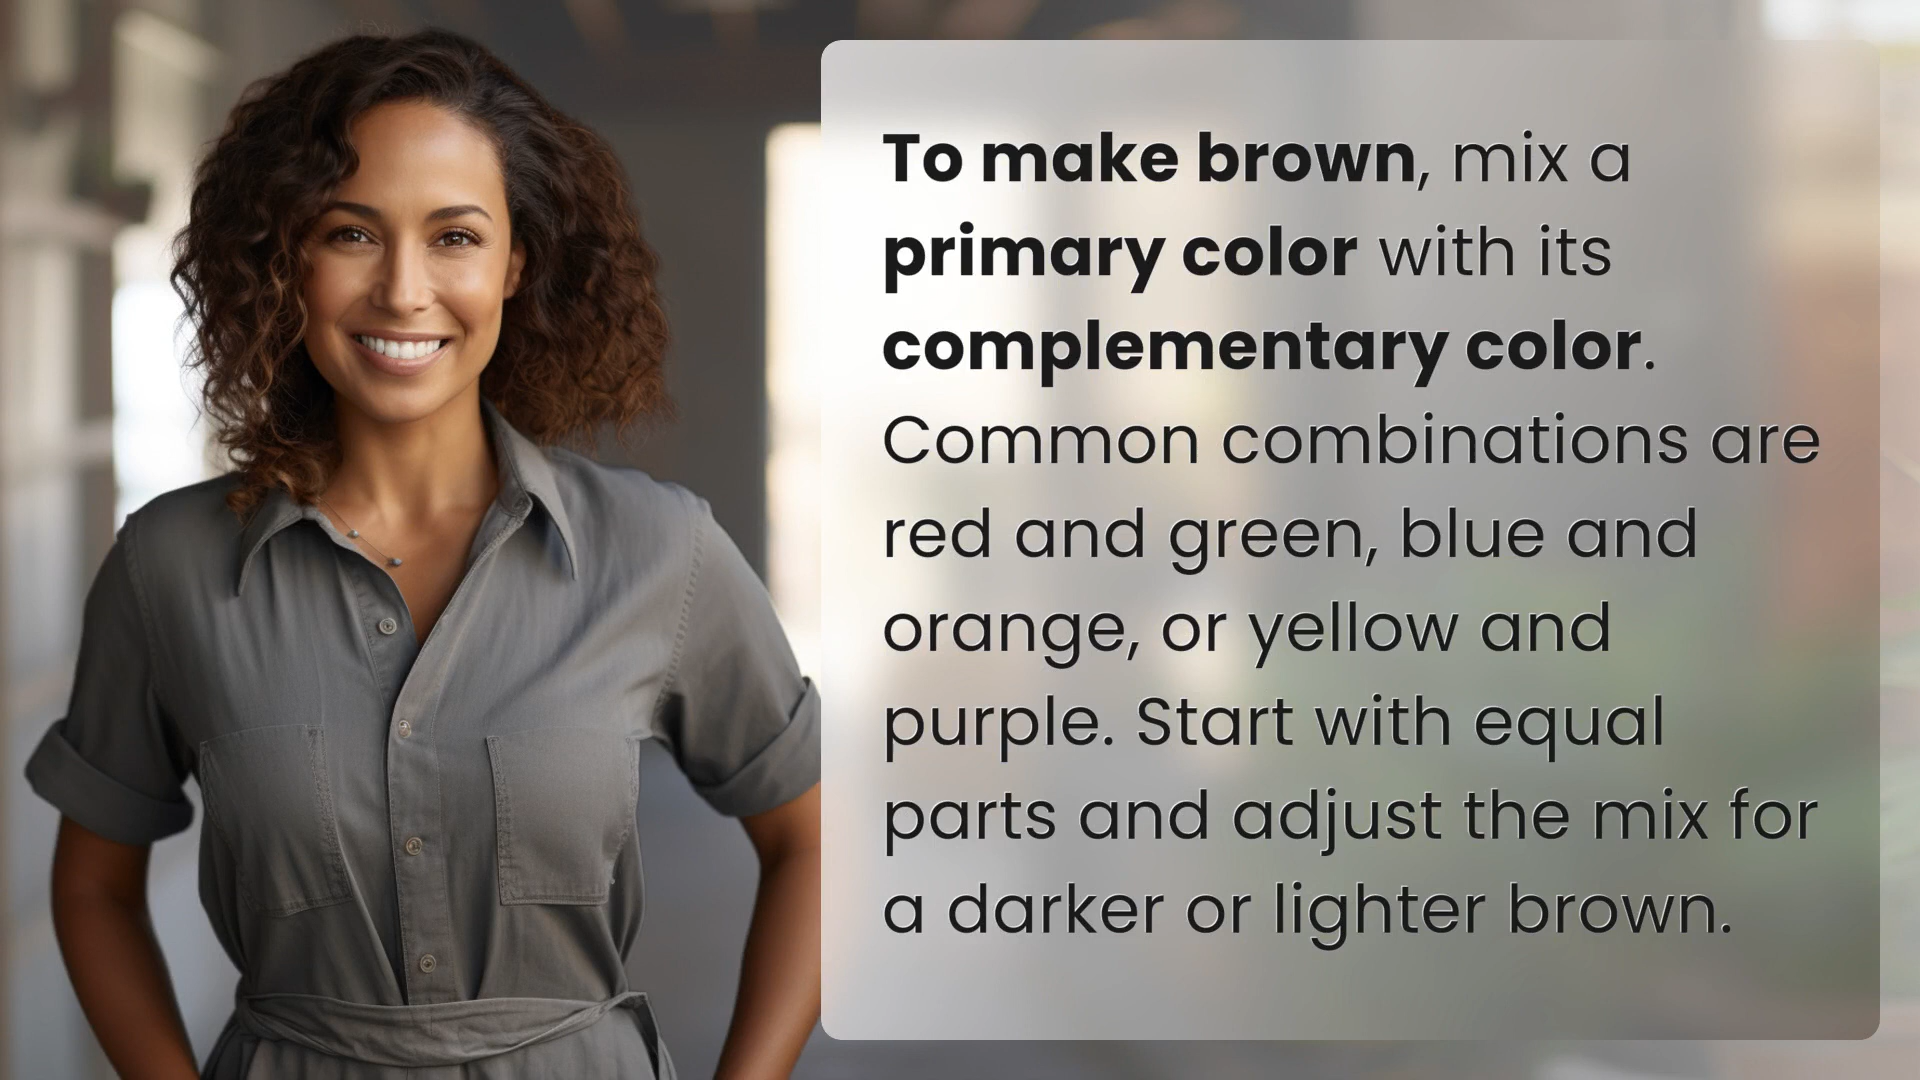 To make brown, mix a
primary color with its
complementary color.
Common combinations are
red and green, blue and
orange, or yellow and
purple. Start with equal
parts and adjust the mix for
a darker or lighter brown.